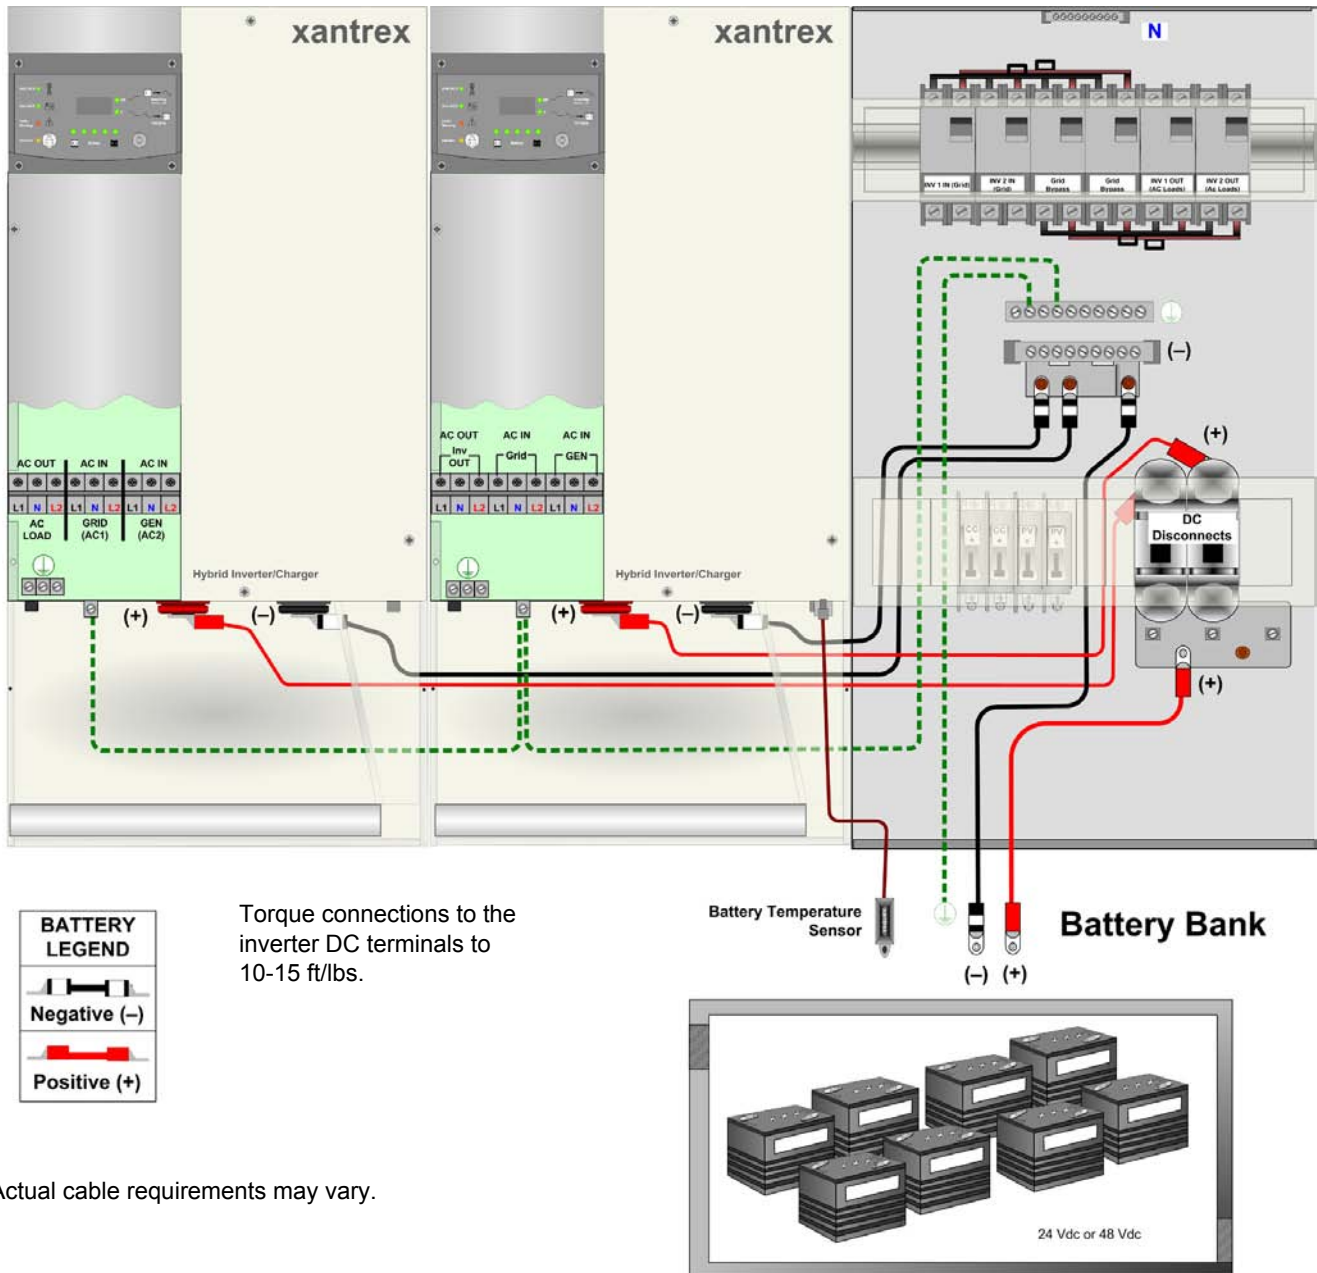 xantrex
xantrex
N
INV 1 IN (Grid)
INV 2 IN
(Grid)
Grid
Bypass
Grid
Bypass
INV 1 OUT
(AC Loads)
INV 2 OUT
(Ac Loads)
(–)
AC OUT
AC IN
AC IN
L1 N L2 L1 N L2 L1 N L2
AC
LOAD
GRID
(AC1)
GEN
(AC2)
AC OUT
AC IN
AC IN
Inv
OUT
Grid
GEN
L1 N L2 L1 N L2 L1 N L2
(+)
CC
+
CC
+
PV
+
PV
+
DC
Disconnects
Hybrid Inverter/Charger
Hybrid Inverter/Charger
(+)
(–)
(+)
(–)
(+)
BATTERY
LEGEND
Negative (–)
Positive (+)
Torque connections to the
inverter DC terminals to
10-15 ft/lbs.
Battery Temperature
Sensor
Battery Bank
(–) (+)
Actual cable requirements may vary.
24 Vdc or 48 Vdc